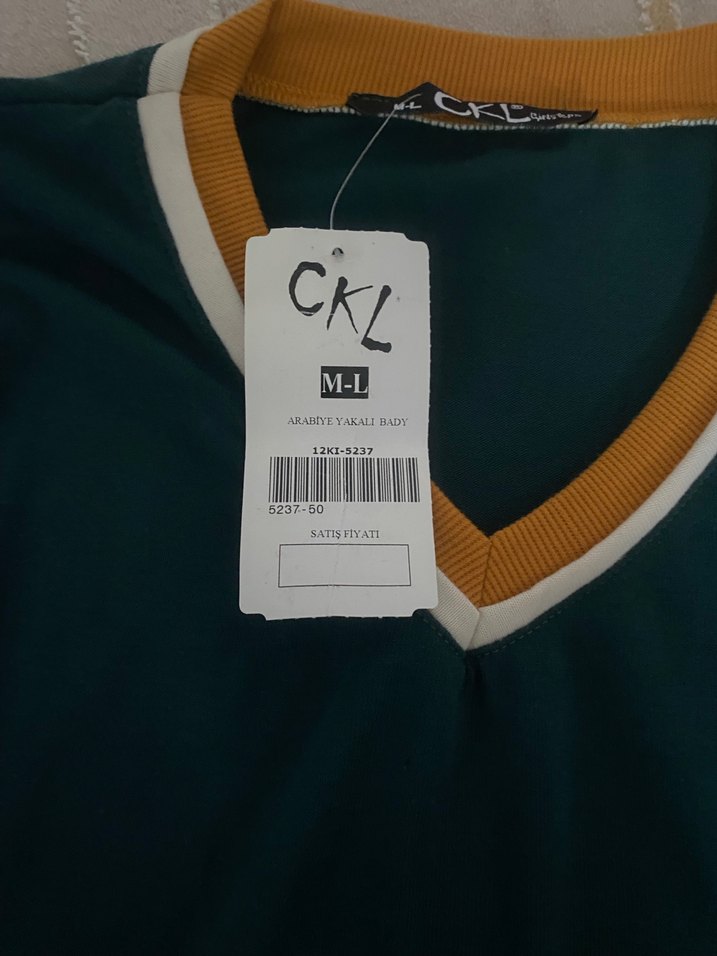 M-L CKL®
CKL
M-L
ARABİYE YAKALI BADY
12KI-5237
5237-50
SATIŞ FİYATI